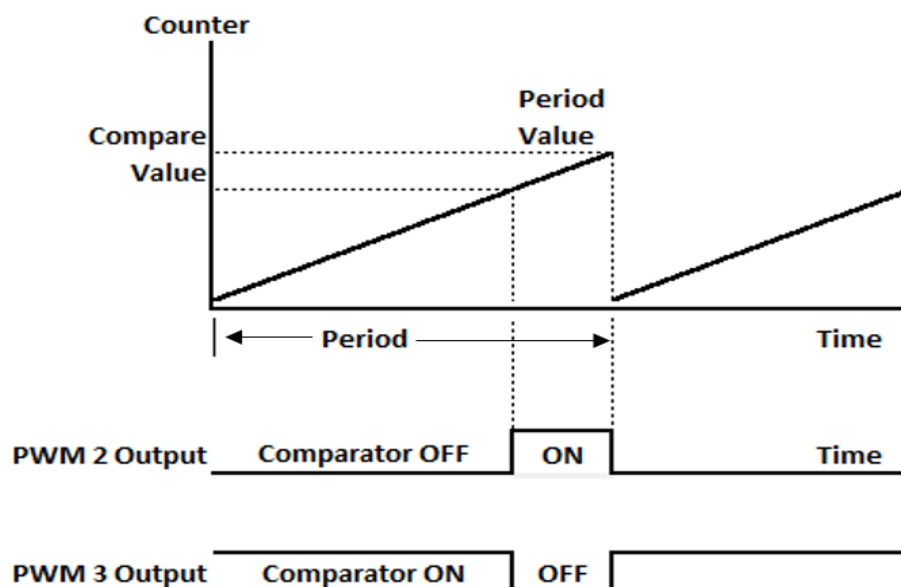 Counter
Period
Value
Compare
Value
Period
Time
PWM 2 Output
Comparator OFF
ON
Time
PWM 3 Output
Comparator ON
OFF